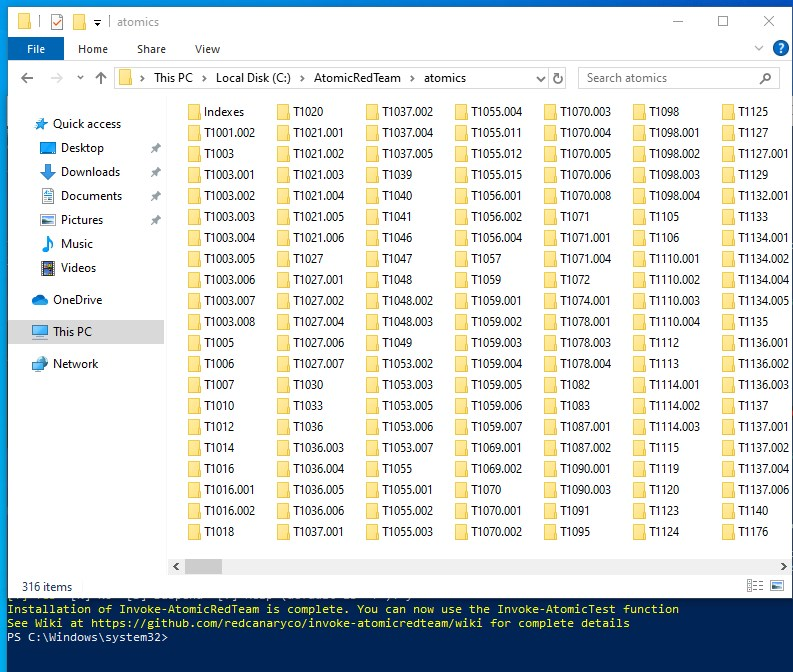 atomics
File Home Share View
This PC > Local Disk (C:) > AtomicRedTeam > atomics
Search atomics
Quick access
Desktop
Downloads
Documents
Pictures
Music
Videos
OneDrive
This PC
Network
Indexes T1020 T1037.002 T1055.004 T1070.003 T1098 T1125
T1001.002 T1021.001 T1037.004 T1055.011 T1070.004 T1098.001 T1127
T1003 T1021.002 T1037.005 T1055.012 T1070.005 T1098.002 T1127.001
T1003.001 T1021.003 T1039 T1055.015 T1070.006 T1098.003 T1129
T1003.002 T1021.004 T1040 T1056.001 T1070.008 T1098.004 T1132.001
T1003.003 T1021.005 T1041 T1056.002 T1071 T1105 T1133
T1003.004 T1021.006 T1046 T1056.004 T1071.001 T1106 T1134.001
T1003.005 T1027 T1047 T1057 T1071.004 T1110.001 T1134.002
T1003.006 T1027.001 T1048 T1059 T1072 T1110.002 T1134.004
T1003.007 T1027.002 T1048.002 T1059.001 T1074.001 T1110.003 T1134.005
T1003.008 T1027.004 T1048.003 T1059.002 T1078.001 T1110.004 T1135
T1005 T1027.006 T1049 T1059.003 T1078.003 T1112 T1136.001
T1006 T1027.007 T1053.002 T1059.004 T1078.004 T1113 T1136.002
T1007 T1030 T1053.003 T1059.005 T1082 T1114.001 T1136.003
T1010 T1033 T1053.005 T1059.006 T1083 T1114.002 T1137
T1012 T1036 T1053.006 T1059.007 T1087.001 T1114.003 T1137.001
T1014 T1036.003 T1053.007 T1069.001 T1087.002 T1115 T1137.002
T1016 T1036.004 T1055 T1069.002 T1090.001 T1119 T1137.004
T1016.001 T1036.005 T1055.001 T1070 T1090.003 T1120 T1137.006
T1016.002 T1036.006 T1055.002 T1070.001 T1091 T1123 T1140
T1018 T1037.001 T1055.003 T1070.002 T1095 T1124 T1176
316 items
Installation of Invoke-AtomicRedTeam is complete. You can now use the Invoke-AtomicTest function
See Wiki at https://github.com/redcanaryco/invoke-atomicredteam/wiki for complete details
PS C:\Windows\system32>